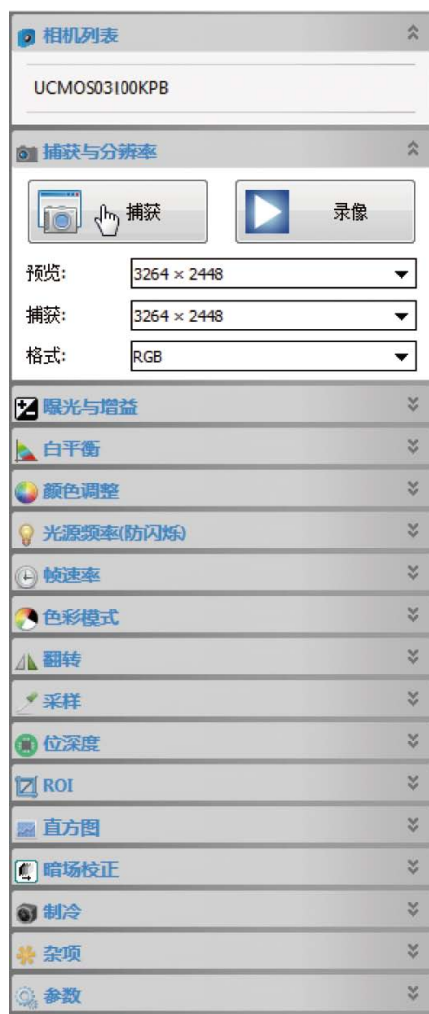 相机列表
UCMOS03100KPB
捕获与分辨率
捕获 录像
预览: 3264 × 2448
捕获: 3264 × 2448
格式: RGB
曝光与增益
白平衡
颜色调整
光源频率(防闪烁)
帧速率
色彩模式
翻转
采样
位深度
ROI
直方图
暗场校正
制冷
杂项
参数